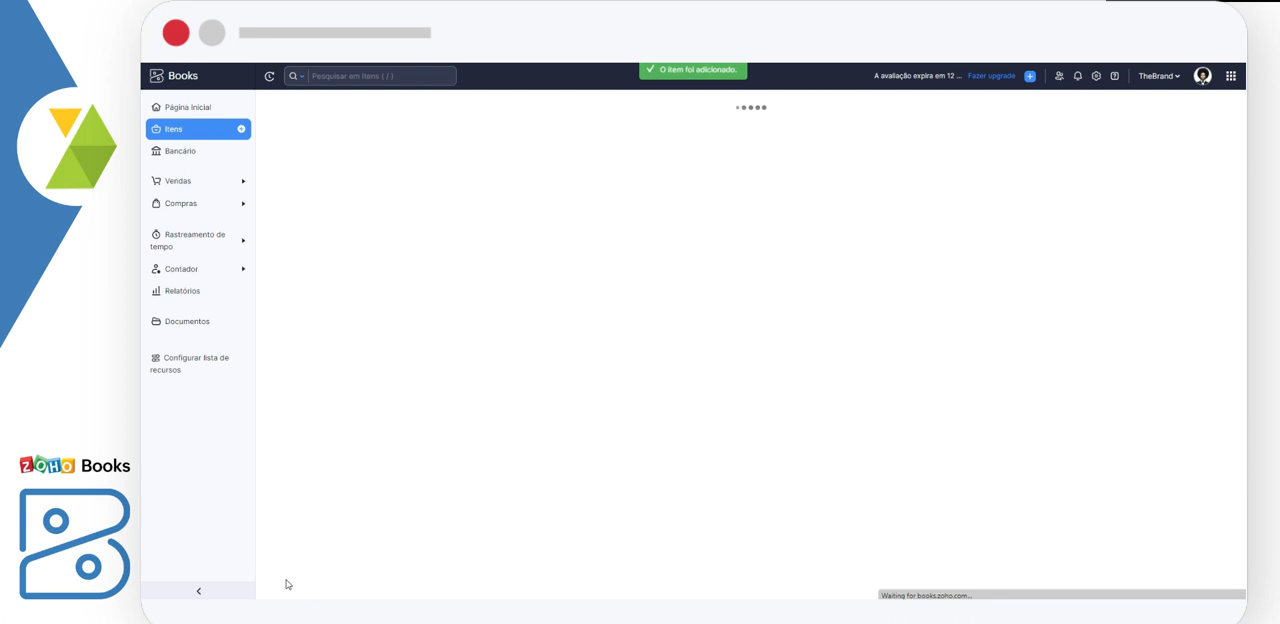 Books
Pesquisar em Itens ( / )
O item foi adicionado.
A avaliação expira em 12 ...
Fazer upgrade
TheBrand
Página Inicial
Itens
Bancário
Vendas
Compras
Rastreamento de
tempo
Contador
Relatórios
Documentos
Configurar lista de
recursos
ZOHO Books
Waiting for books.zoho.com...